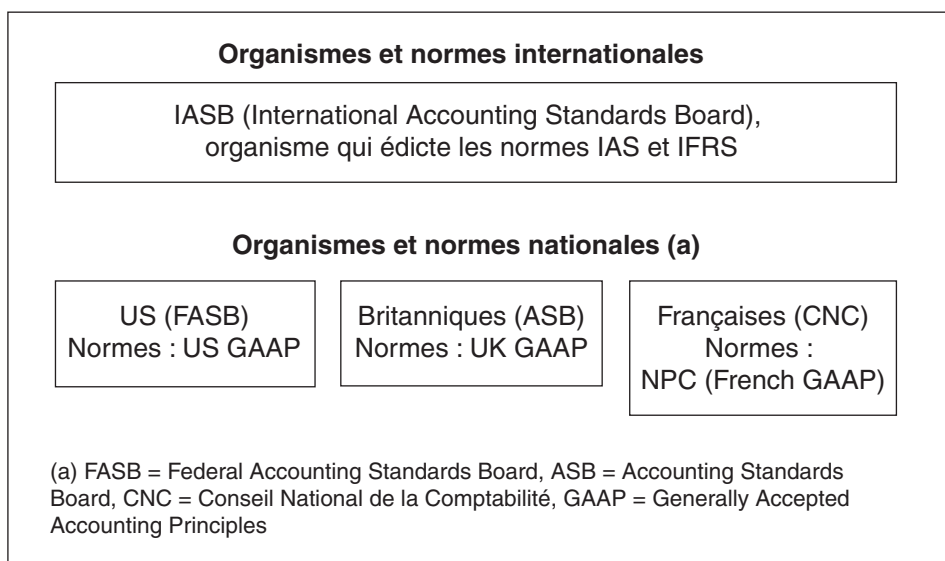 Organismes et normes internationales
IASB (International Accounting Standards Board),
organisme qui édicte les normes IAS et IFRS
Organismes et normes nationales (a)
US (FASB)
Normes : US GAAP
Britanniques (ASB)
Normes : UK GAAP
Françaises (CNC)
Normes :
NPC (French GAAP)
(a) FASB = Federal Accounting Standards Board, ASB = Accounting Standards
Board, CNC = Conseil National de la Comptabilité, GAAP = Generally Accepted
Accounting Principles